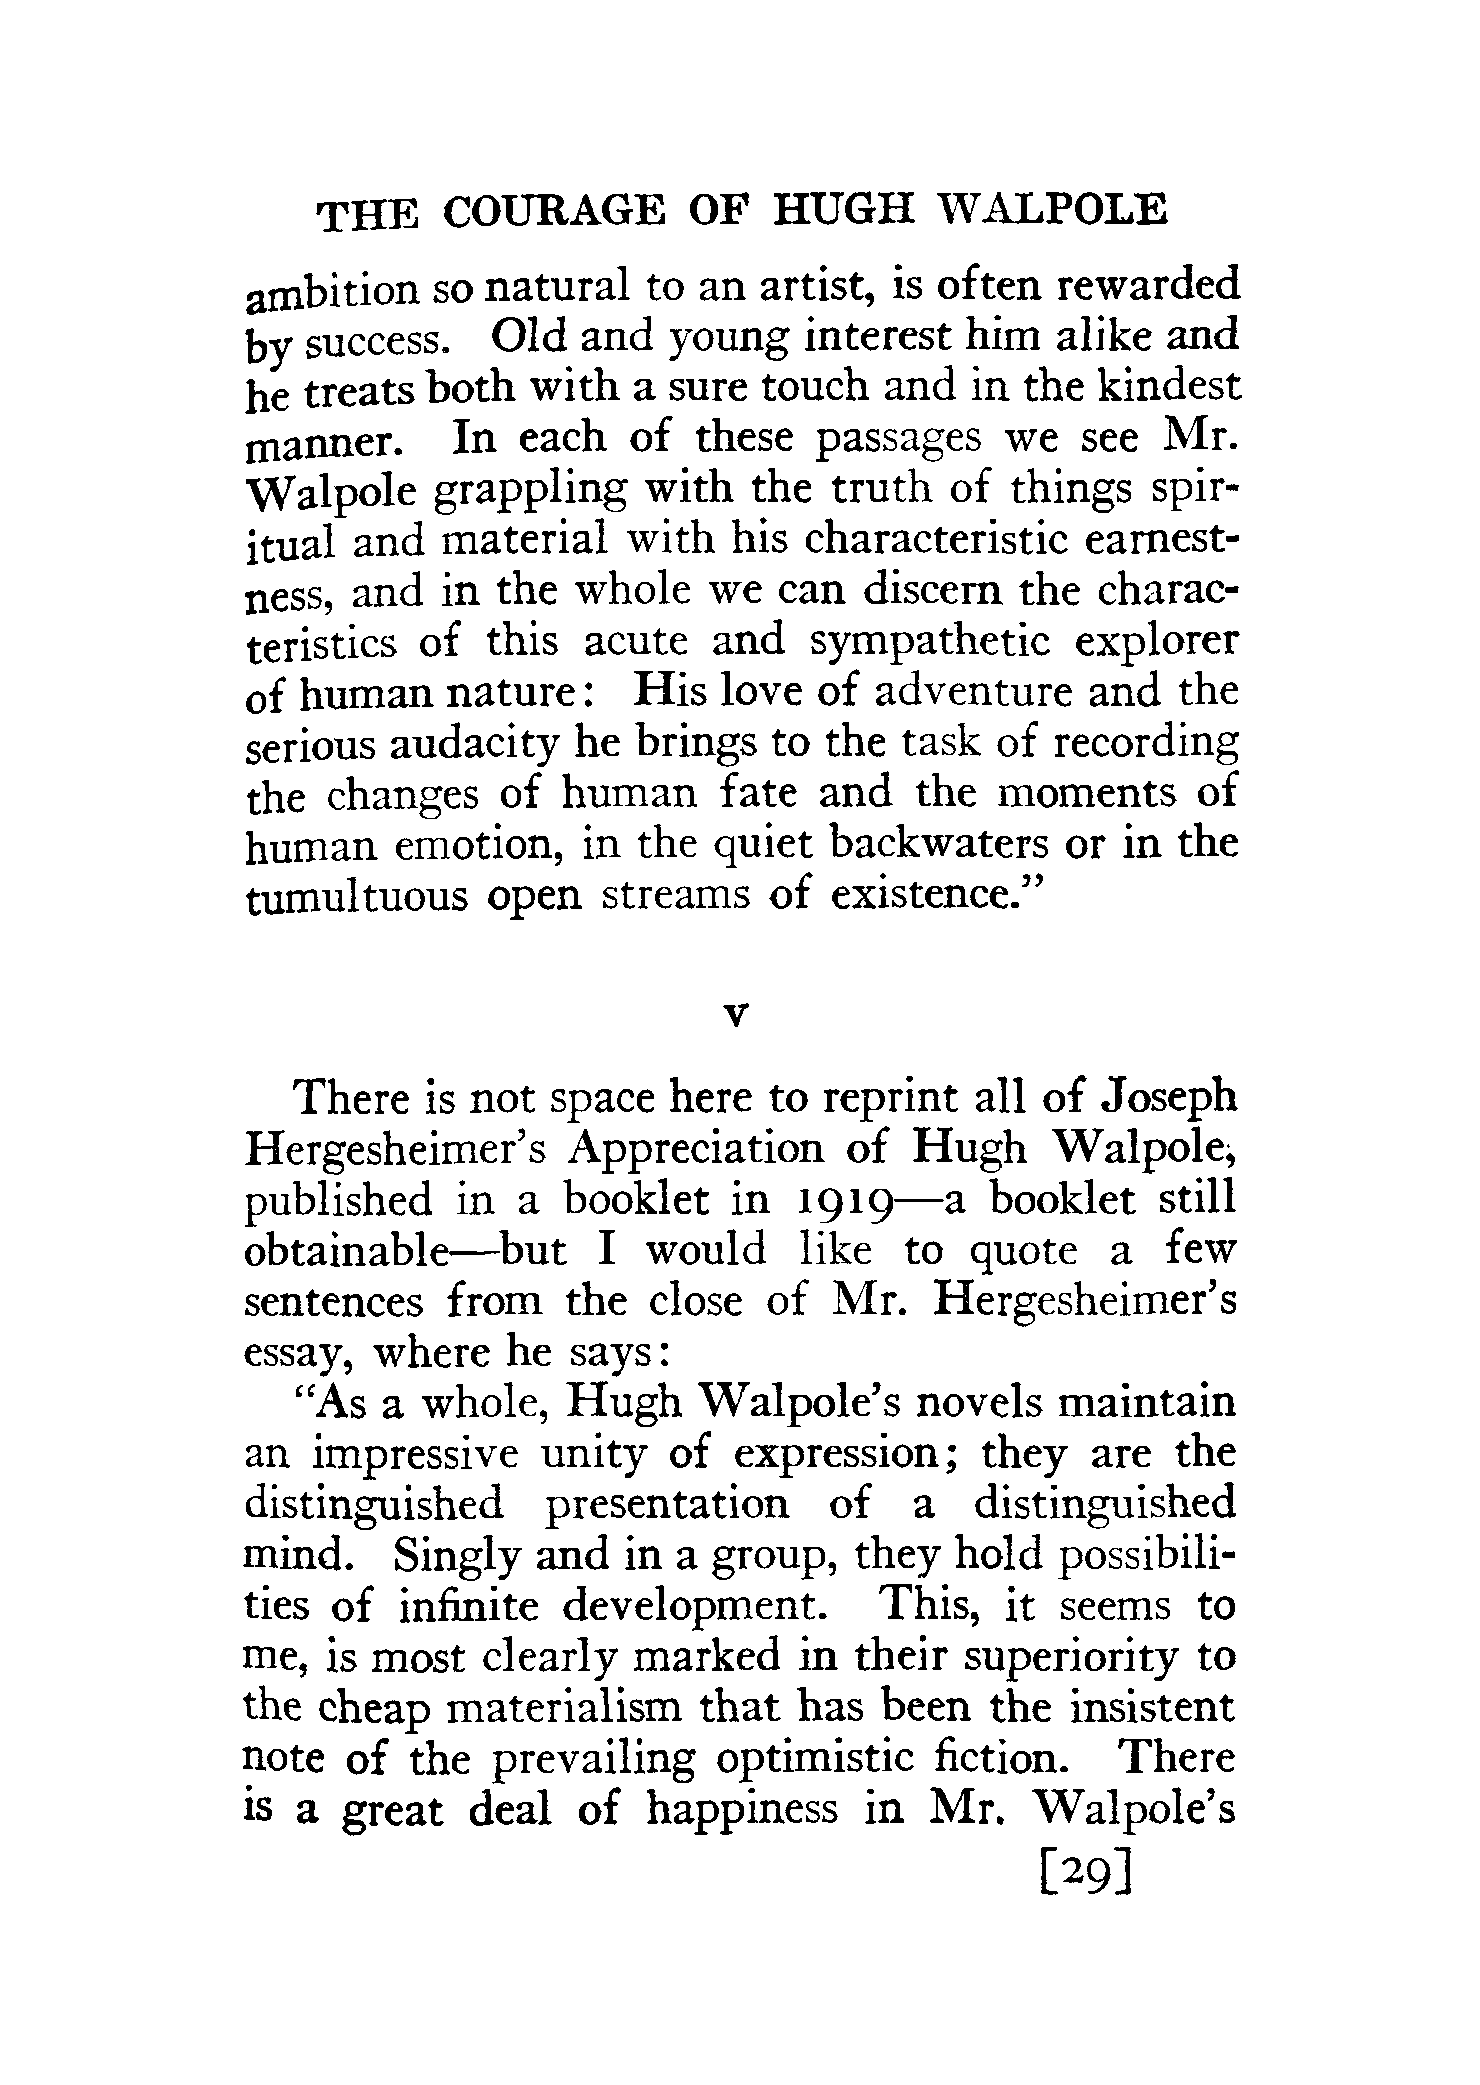 THE COURAGE OF HUGH WALPOLE
ambition so natural to an artist, is often rewarded
by success. Old and young interest him alike and
he treats both with a sure touch and in the kindest
manner. In each of these passages we see Mr.
Walpole grappling with the truth of things spir-
itual and material with his characteristic earnest-
ness, and in the whole we can discern the charac-
teristics of this acute and sympathetic explorer
of human nature: His love of adventure and the
serious audacity he brings to the task of recording
the changes of human fate and the moments of
human emotion, in the quiet backwaters or in the
tumultuous open streams of existence.”
v
There is not space here to reprint all of Joseph
Hergesheimer’s Appreciation of Hugh Walpole,
published in a booklet in 1919—a booklet still
obtainable—but I would like to quote a few
sentences from the close of Mr. Hergesheimer’s
essay, where he says:
“As a whole, Hugh Walpole’s novels maintain
an impressive unity of expression; they are the
distinguished presentation of a distinguished
mind. Singly and in a group, they hold possibili-
ties of infinite development. This, it seems to
me, is most clearly marked in their superiority to
the cheap materialism that has been the insistent
note of the prevailing optimistic fiction. There
is a great deal of happiness in Mr. Walpole’s
[29]